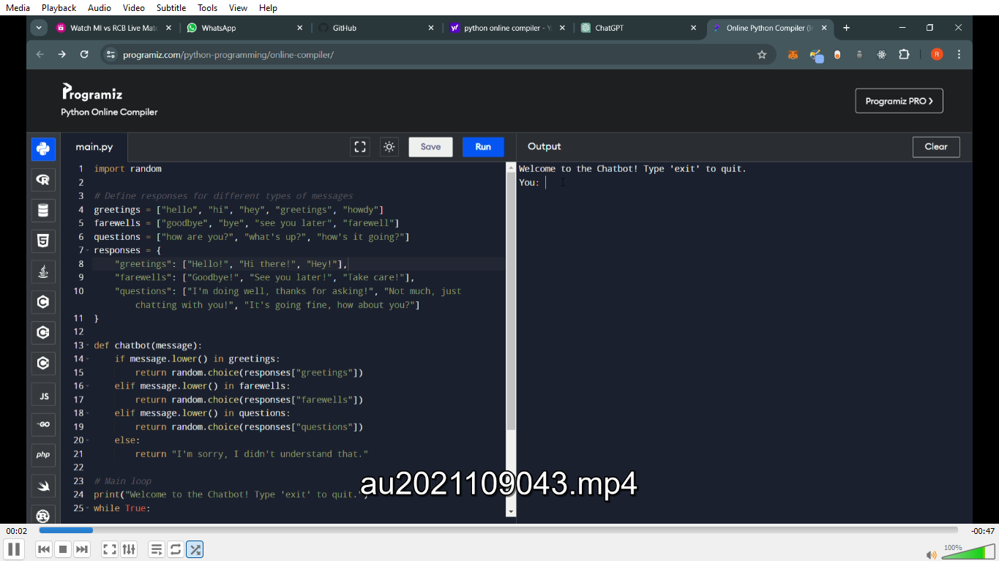 Media Playback Audio Video Subtitle Tools View Help
Watch MI vs RCB Live Mat WhatsApp GitHub python online compiler - Y ChatGPT Online Python Compiler (In
programiz.com/python-programming/online-compiler/
R
Programiz
Python Online Compiler
Programiz PRO
main.py
Save
Run
Output
Clear
1 import random
2
3 # Define responses for different types of messages
4 greetings = ["hello", "hi", "hey", "greetings", "howdy"]
5 farewells = ["goodbye", "bye", "see you later", "farewell"]
6 questions = ["how are you?", "what's up?", "how's it going?"]
7 responses = {
8 "greetings": ["Hello!", "Hi there!", "Hey!"],
9 "farewells": ["Goodbye!", "See you later!", "Take care!"],
10 "questions": ["I'm doing well, thanks for asking!", "Not much, just
chatting with you!", "It's going fine, how about you?"]
11 }
12
13 def chatbot(message):
14 if message.lower() in greetings:
15 return random.choice(responses["greetings"])
16 elif message.lower() in farewells:
17 return random.choice(responses["farewells"])
18 elif message.lower() in questions:
19 return random.choice(responses["questions"])
20 else:
21 return "I'm sorry, I didn't understand that."
22
23 # Main loop
24 print("Welcome to the Chatbot! Type 'exit' to quit.")
25 while True:
Welcome to the Chatbot! Type 'exit' to quit.
You:
JS
GO
php
au2021109043.mp4
00:02
-00:47
100%